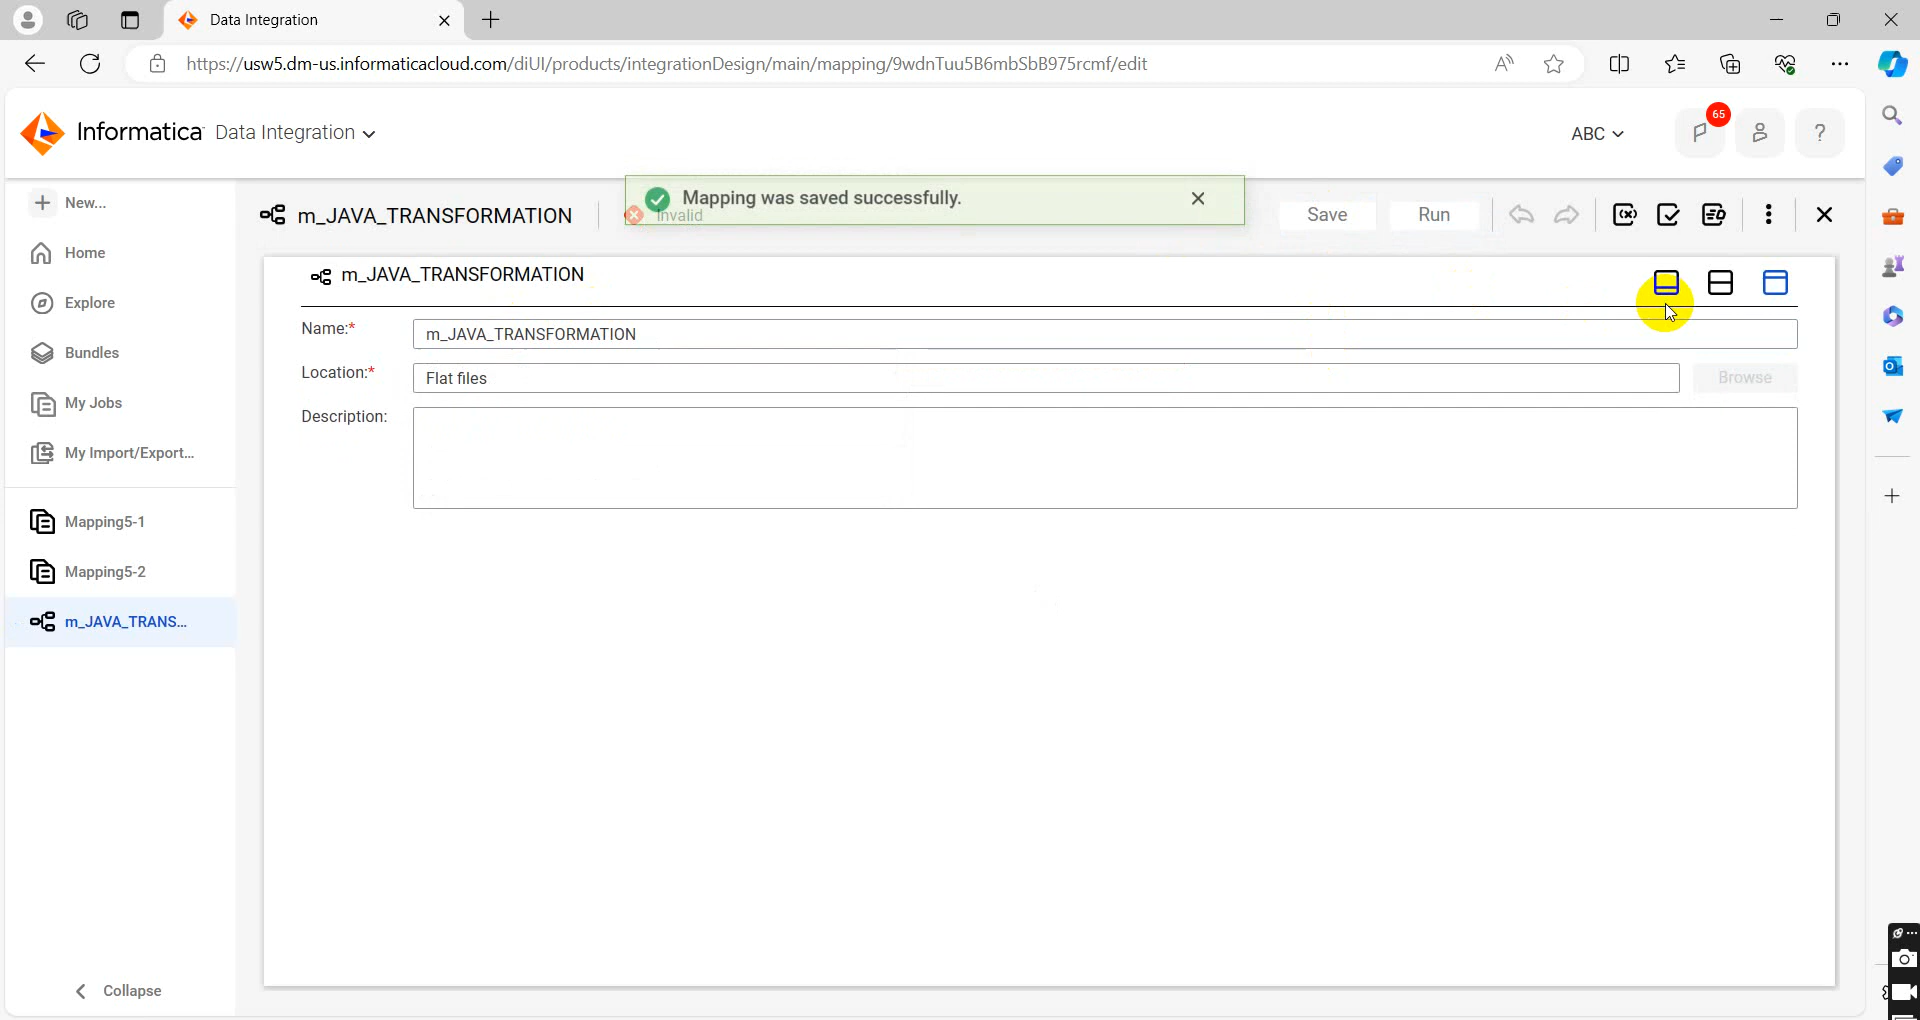 Data Integration
https://usw5.dm-us.informaticacloud.com/diUI/products/integrationDesign/main/mapping/9wdnTuu5B6mbSbB975rcmf/edit
Informatica Data Integration
ABC
65
?
New...
Home
Explore
Bundles
My Jobs
My Import/Export...
Mapping5-1
Mapping5-2
m_JAVA_TRANS...
Collapse
m_JAVA_TRANSFORMATION
Mapping was saved successfully.
Invalid
Save
Run
m_JAVA_TRANSFORMATION
Name:*
m_JAVA_TRANSFORMATION
Location:*
Flat files
Browse
Description: